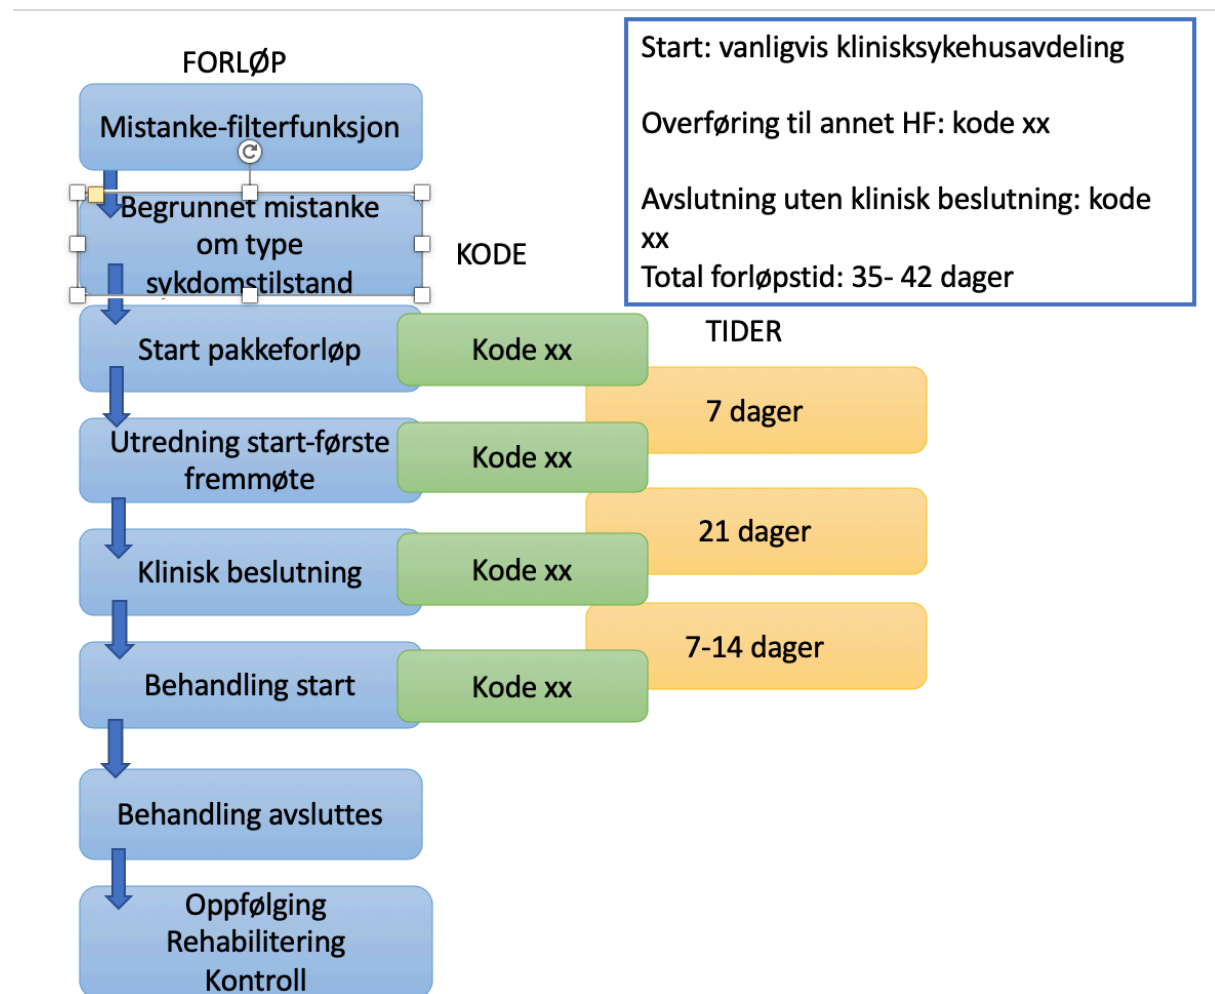 FORLØP
Mistanke-filterfunksjon
Begrunnet mistanke
om type
sykdomstilstand
Start pakkeforløp
Utredning start-første
fremmøte
Klinisk beslutning
Behandling start
Behandling avsluttes
Oppfølging
Rehabilitering
Kontroll
KODE
Kode xx
Kode xx
Kode xx
Kode xx
Start: vanligvis klinisksykehusavdeling
Overføring til annet HF: kode xx
Avslutning uten klinisk beslutning: kode
xx
Total forløpstid: 35- 42 dager
TIDER
7 dager
21 dager
7-14 dager